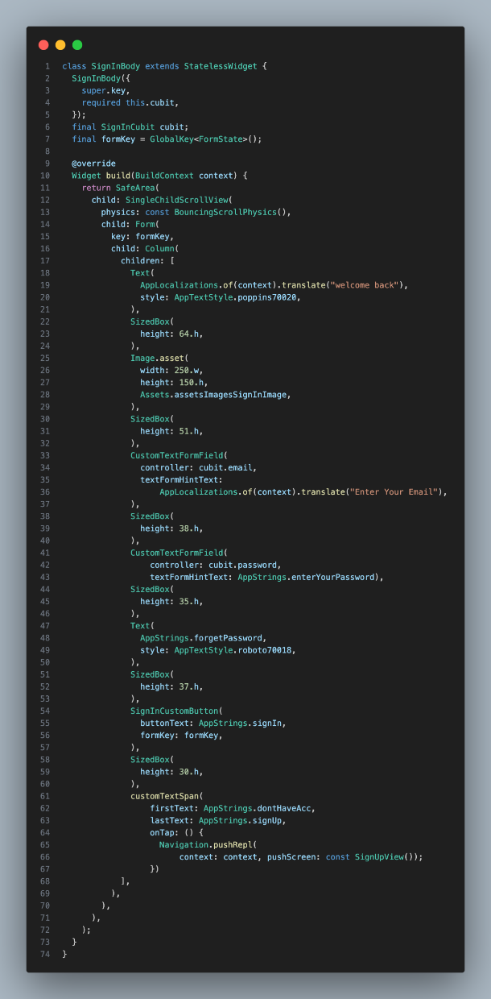 1 class SignInBody extends StatelessWidget {
2   SignInBody({
3     super.key,
4     required this.cubit,
5   });
6   final SignInCubit cubit;
7   final formKey = GlobalKey<FormState>();
8
9   @override
10   Widget build(BuildContext context) {
11     return SafeArea(
12       child: SingleChildScrollView(
13         physics: const BouncingScrollPhysics(),
14         child: Form(
15           key: formKey,
16           child: Column(
17             children: [
18               Text(
19                 AppLocalizations.of(context).translate("welcome back"),
20                 style: AppTextStyle.poppins70020,
21               ),
22               SizedBox(
23                 height: 64.h,
24               ),
25               Image.asset(
26                 width: 250.w,
27                 height: 150.h,
28                 Assets.assetsImagesSignInImage,
29               ),
30               SizedBox(
31                 height: 51.h,
32               ),
33               CustomTextFormField(
34                 controller: cubit.email,
35                 textFormHintText:
36                     AppLocalizations.of(context).translate("Enter Your Email"),
37               ),
38               SizedBox(
39                 height: 38.h,
40               ),
41               CustomTextFormField(
42                   controller: cubit.password,
43                   textFormHintText: AppStrings.enterYourPassword),
44               SizedBox(
45                 height: 35.h,
46               ),
47               Text(
48                 AppStrings.forgetPassword,
49                 style: AppTextStyle.roboto70018,
50               ),
51               SizedBox(
52                 height: 37.h,
53               ),
54               SignInCustomButton(
55                 buttonText: AppStrings.signIn,
56                 formKey: formKey,
57               ),
58               SizedBox(
59                 height: 30.h,
60               ),
61               customTextSpan(
62                   firstText: AppStrings.dontHaveAcc,
63                   lastText: AppStrings.signUp,
64                   onTap: () {
65                     Navigation.pushRepl(
66                         context: context, pushScreen: const SignUpView());
67                   })
68             ],
69           ),
70         ),
71       ),
72     );
73   }
74 }